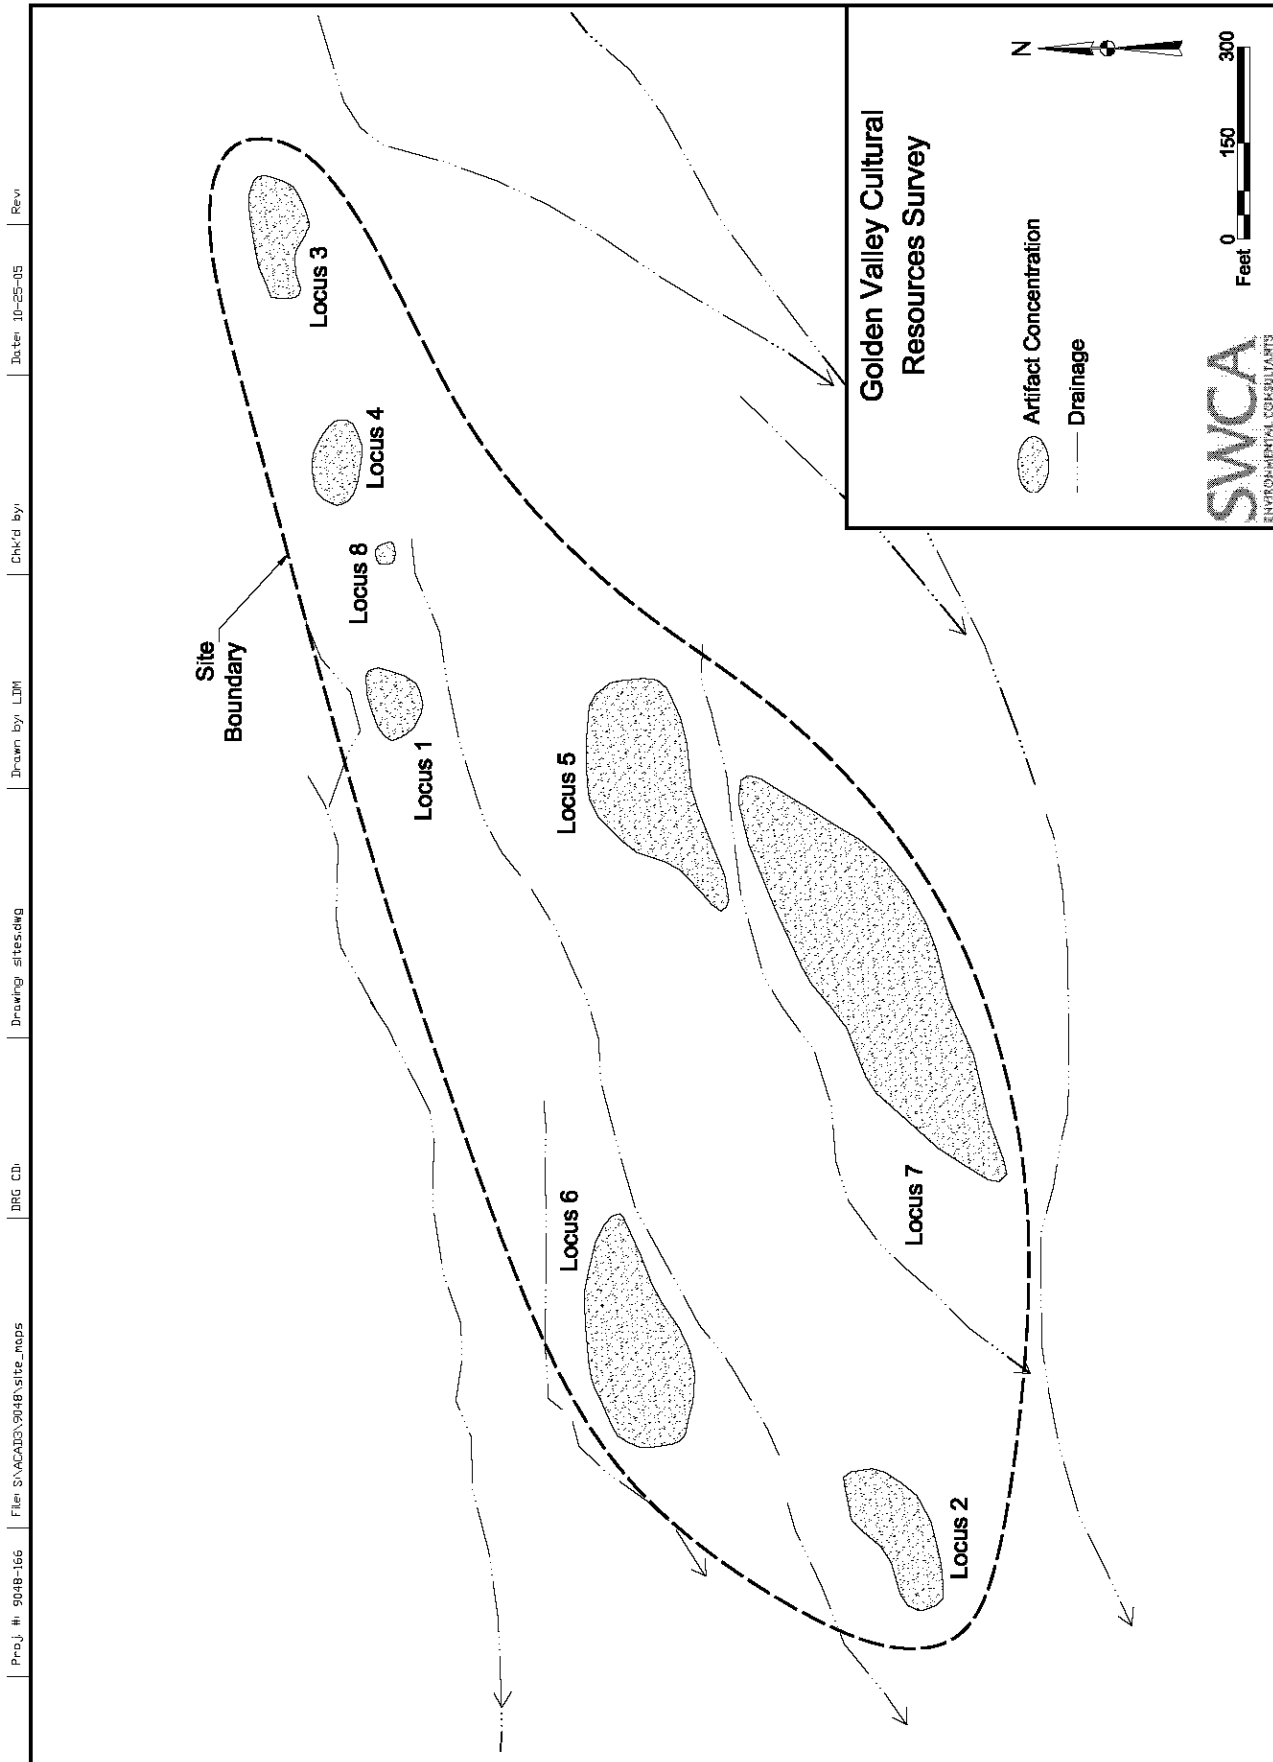 Proj. #: 904B-166
File: S:\ACAD3\904B\site_maps
DRG CD:
Drawing: sites.dwg
Drawn by: LDM
Chk'd by:
Date: 10-25-05
Rev:
Site
Boundary
Locus 3
Locus 4
Locus 8
Locus 1
Locus 5
Locus 6
Locus 7
Locus 2
Golden Valley Cultural
Resources Survey
Artifact Concentration
Drainage
N
0 150 300
Feet
SWCA
ENVIRONMENTAL CONSULTANTS